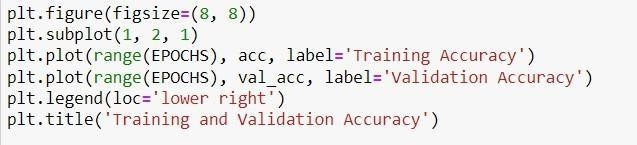 plt.figure(figsize=(8, 8))
plt.subplot(1, 2, 1)
plt.plot(range(EPOCHS), acc, label='Training Accuracy')
plt.plot(range(EPOCHS), val_acc, label='Validation Accuracy')
plt.legend(loc='lower right')
plt.title('Training and Validation Accuracy')